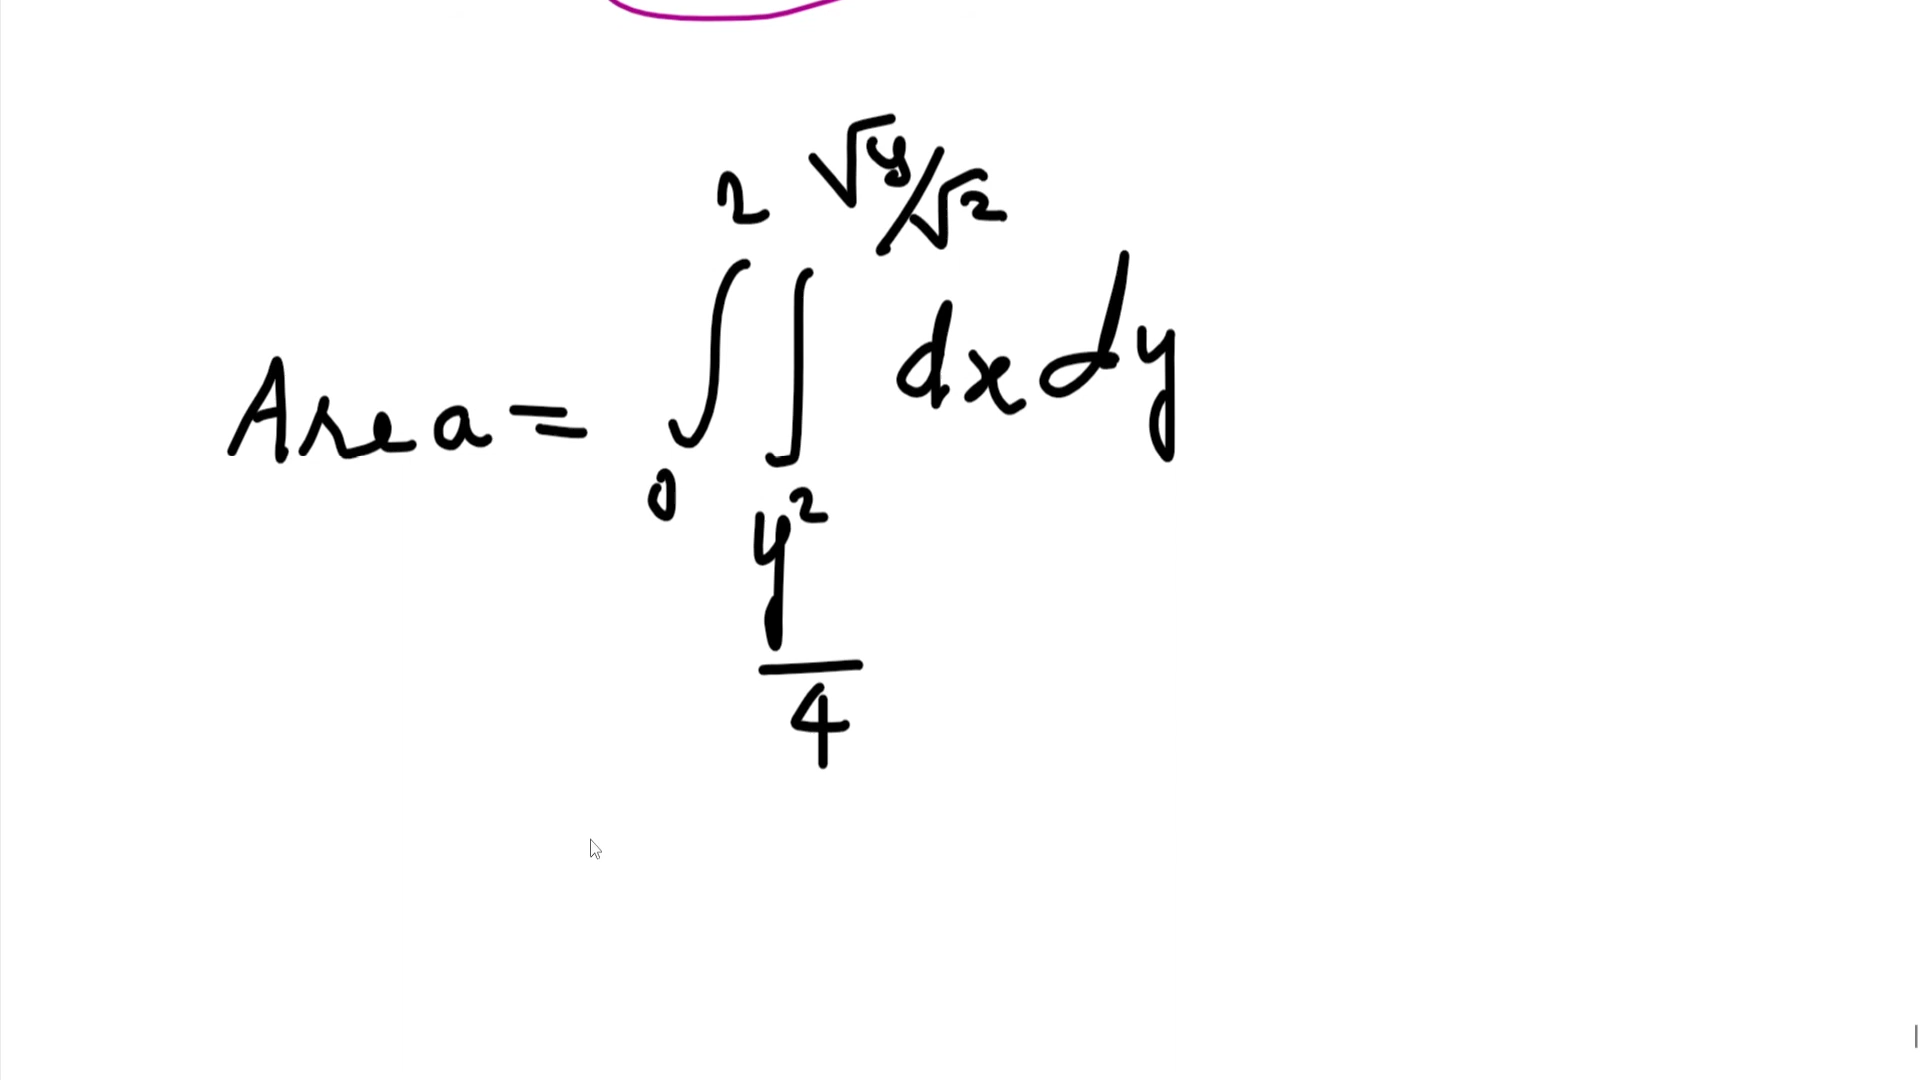 Area = ∫₀² ∫_{y²/4}^{√y/√2} dx dy